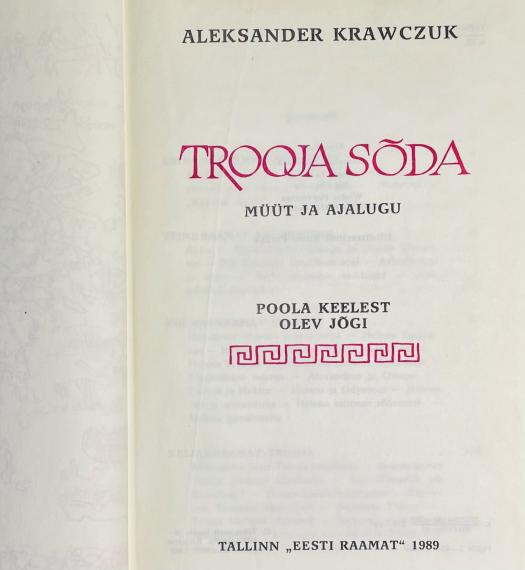 ALEKSANDER KRAWCZUK
TROOJA SÕDA
MÜÜT JA AJALUGU
POOLA KEELEST
OLEV JÕGI
TALLINN „EESTI RAAMAT“ 1989